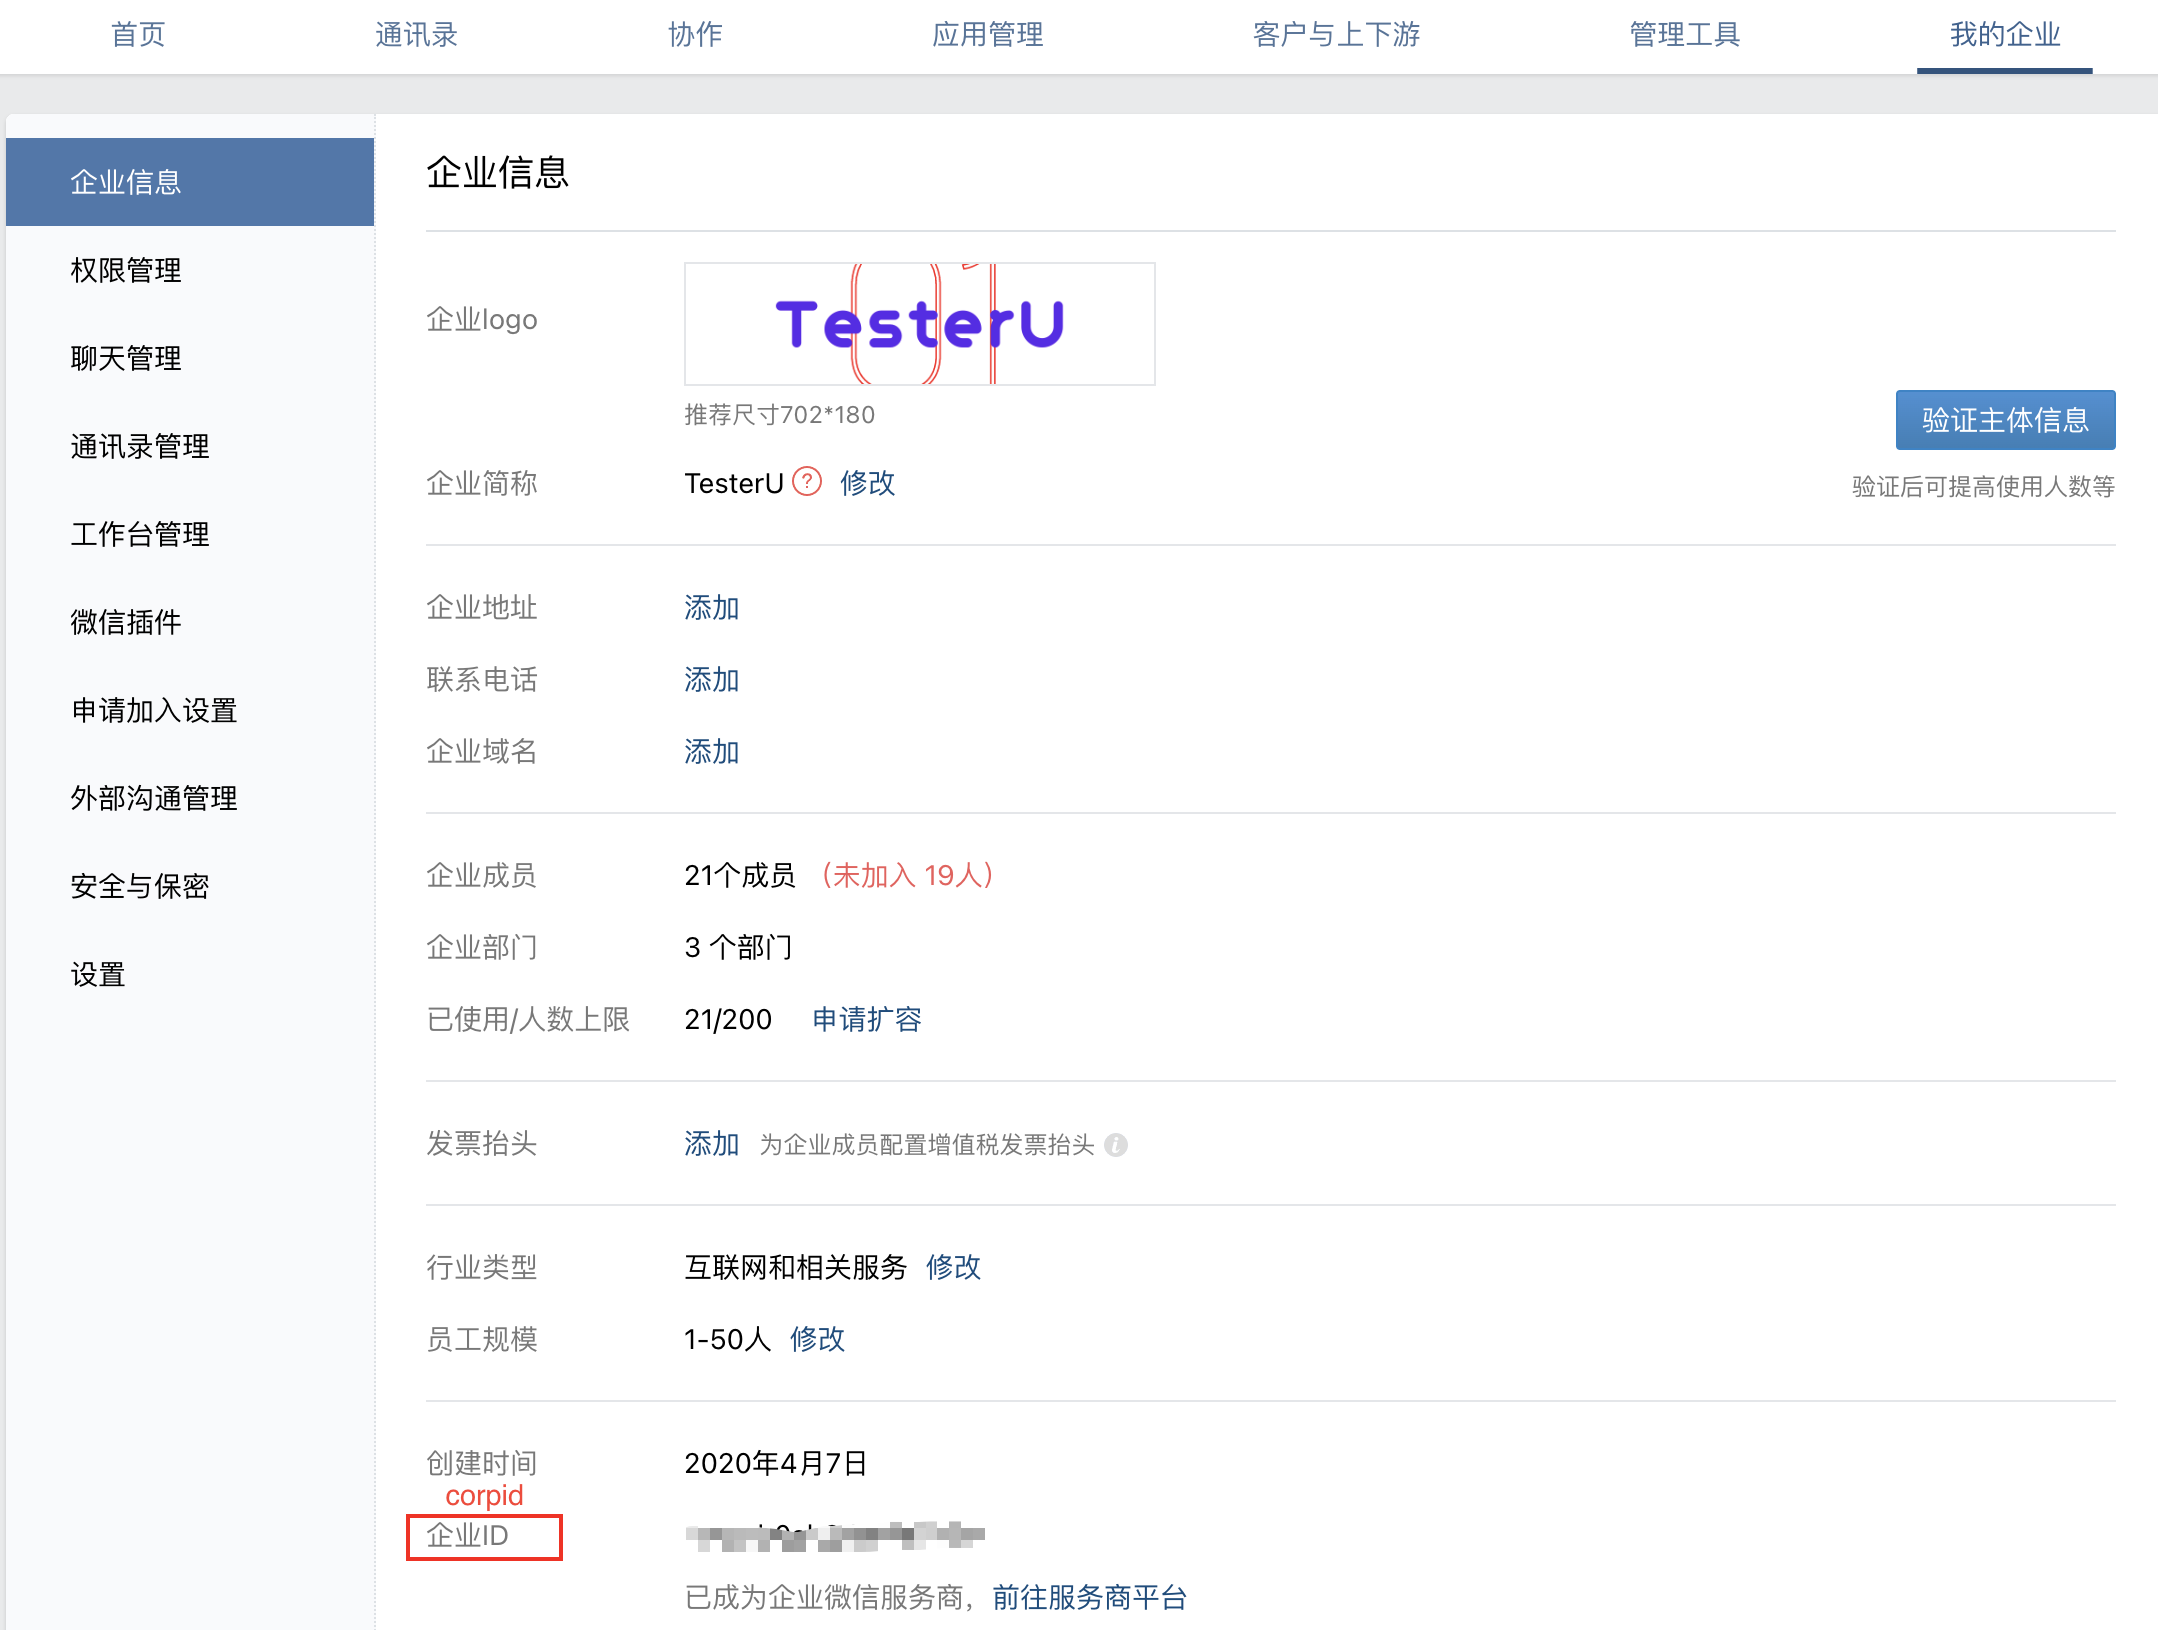 首页 通讯录 协作 应用管理 客户与上下游 管理工具 我的企业
企业信息
权限管理
聊天管理
通讯录管理
工作台管理
微信插件
申请加入设置
外部沟通管理
安全与保密
设置
企业信息
企业logo
TesterU
推荐尺寸702*180
验证主体信息
验证后可提高使用人数等
企业简称 TesterU ? 修改
企业地址 添加
联系电话 添加
企业域名 添加
企业成员 21个成员 （未加入 19人）
企业部门 3 个部门
已使用/人数上限 21/200 申请扩容
发票抬头 添加 为企业成员配置增值税发票抬头 i
行业类型 互联网和相关服务 修改
员工规模 1-50人 修改
创建时间 2020年4月7日
corpid
企业ID
已成为企业微信服务商，前往服务商平台